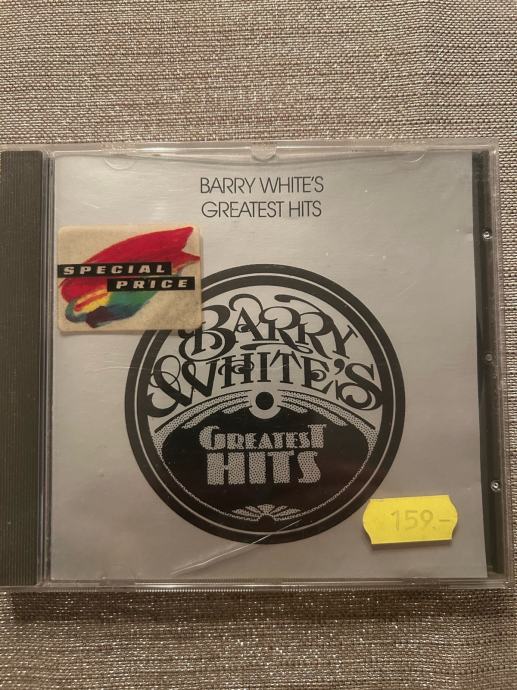 BARRY WHITE'S
GREATEST HITS
SPECIAL
PRICE
BARRY
WHITE'S
GREATEST
HITS
159.-